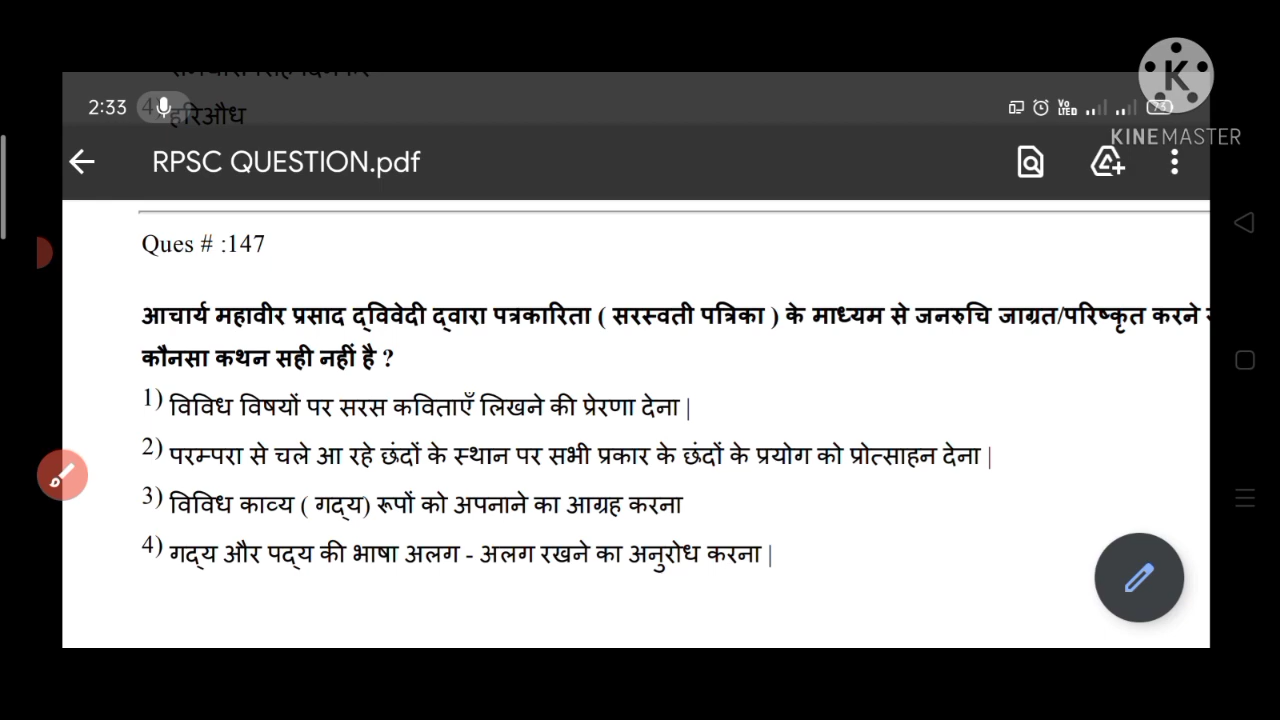 2:33
4) हरिऔध
KINEMASTER
RPSC QUESTION.pdf
Ques # :147
आचार्य महावीर प्रसाद द्विवेदी द्वारा पत्रकारिता ( सरस्वती पत्रिका ) के माध्यम से जनरुचि जाग्रत/परिष्कृत करने
कौनसा कथन सही नहीं है ?
1) विविध विषयों पर सरस कविताएँ लिखने की प्रेरणा देना |
2) परम्परा से चले आ रहे छंदों के स्थान पर सभी प्रकार के छंदों के प्रयोग को प्रोत्साहन देना |
3) विविध काव्य ( गद्य) रूपों को अपनाने का आग्रह करना
4) गद्य और पद्य की भाषा अलग - अलग रखने का अनुरोध करना |